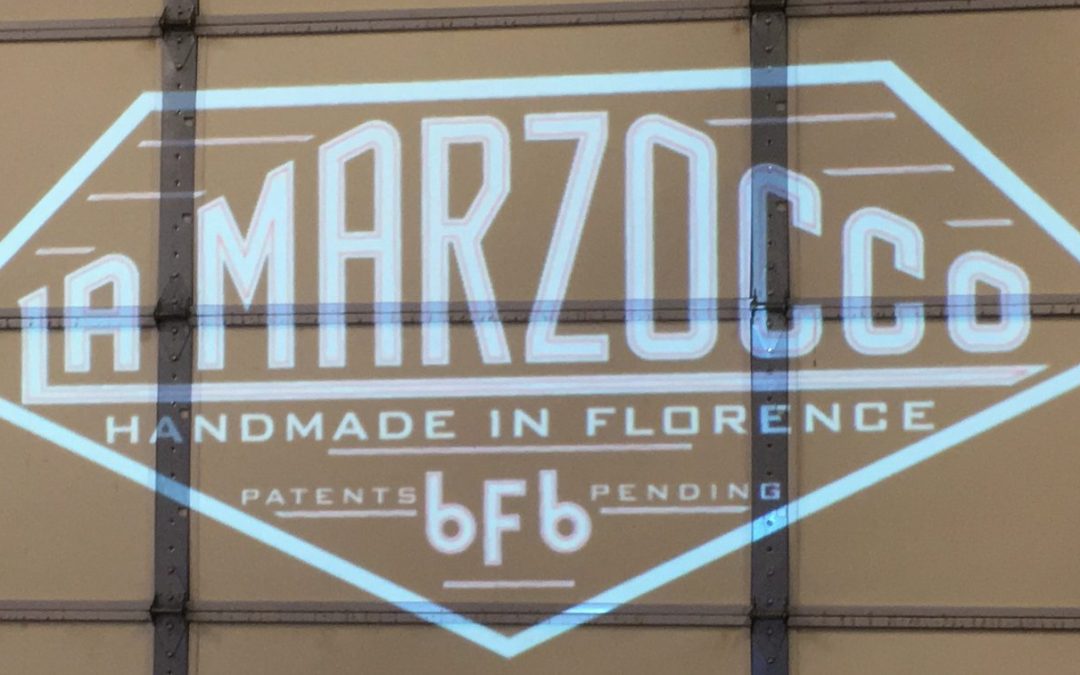 LA MARZOCCO
HANDMADE IN FLORENCE
PATENTS bFb PENDING